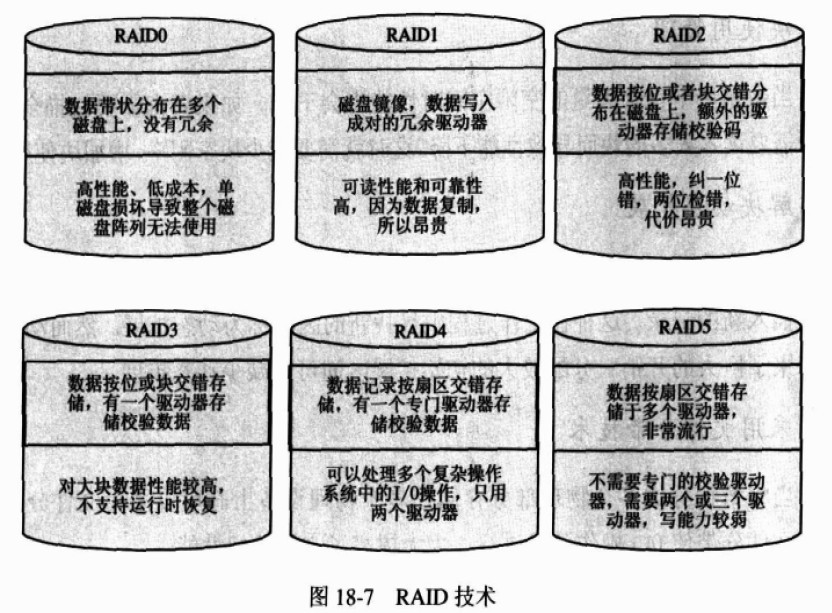 RAID0
数据带状分布在多个
磁盘上，没有冗余
高性能、低成本，单
磁盘损坏导致整个磁
盘阵列无法使用
RAID1
磁盘镜像，数据写入
成对的冗余驱动器
可读性能和可靠性
高，因为数据复制，
所以昂贵
RAID2
数据按位或者块交错分
布在磁盘上，额外的驱
动器存储校验码
高性能，纠一位
错，两位检错，
代价昂贵
RAID3
数据按位或块交错存
储，有一个驱动器存
储校验数据
对大块数据性能较高，
不支持运行时恢复
RAID4
数据记录按扇区交错存
储，有一个专门驱动器存
储校验数据
可以处理多个复杂操作
系统中的I/O操作，只用
两个驱动器
RAID5
数据按扇区交错存
储于多个驱动器，
非常流行
不需要专门的校验驱动
器，需要两个或三个驱
动器，写能力较弱
图 18-7 RAID 技术